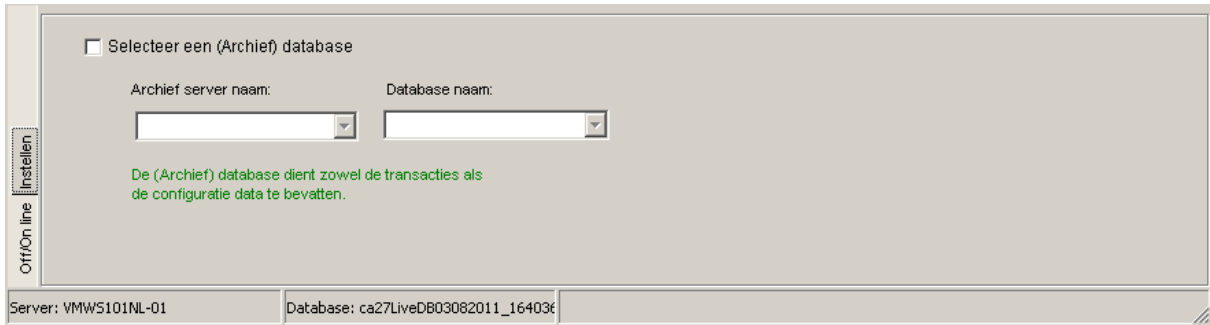 Selecteer een (Archief) database
Archief server naam: Database naam:
De (Archief) database dient zowel de transacties als
de configuratie data te bevatten.
Instellen
Off/On line
Server: VMWS101NL-01 Database: ca27LiveDB03082011_164036